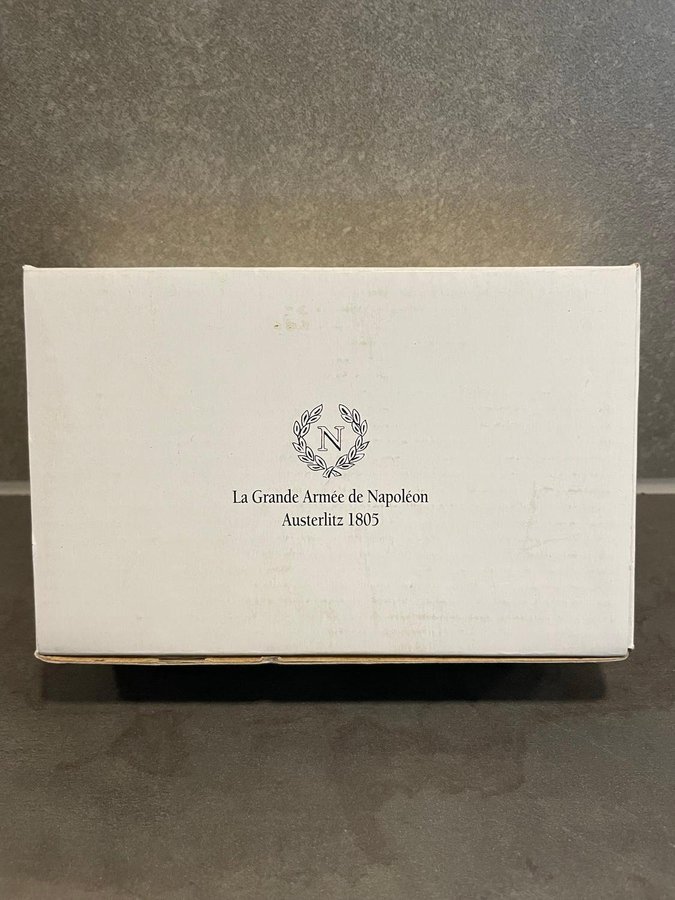 N
La Grande Armée de Napoléon
Austerlitz 1805